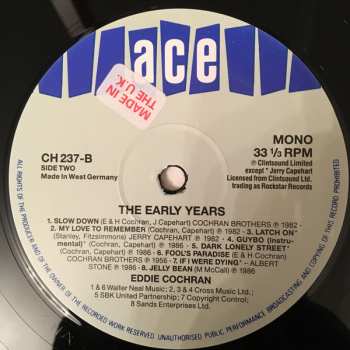 ace
MADE IN
THE U.K.
CH 237-B
SIDE TWO
Made In West Germany
MONO
33 ⅓ RPM
Ⓟ Clintsound Limited
except * Jerry Capehart
Licensed from Clintsound Ltd.
trading as Rockstar Records
THE EARLY YEARS
1. SLOW DOWN (E & H Cochran, J Capehart) COCHRAN BROTHERS ℗ 1982 -
2. MY LOVE TO REMEMBER (Cochran, Capehart) ℗ 1986 - 3. LATCH ON*
(Stanley, Fitzsimmons) JERRY CAPEHART ℗ 1982 - 4. GUYBO (Instru-
mental)* (Cochran, Capehart) ℗ 1986 - 5. DARK LONELY STREET*
(Cochran, Capehart) ℗ 1986 - 6. FOOL'S PARADISE (E & H Cochran)
COCHRAN BROTHERS ℗ 1956 - 7. IF I WERE DYING* - ALBERT
STONE ℗ 1986 - 8. JELLY BEAN (M McCall) ℗ 1986
EDDIE COCHRAN
1 & 6 Walter Neal Music; 2, 3 & 4 Cross Music Ltd.;
5 SBK United Partnership; 7 Copyright Control;
8 Sands Enterprises Ltd.
ALL RIGHTS OF THE PRODUCER AND OF THE OWNER OF THE RECORDED WORK RESERVED. UNAUTHORISED PUBLIC PERFORMANCE, BROADCASTING AND COPYING OF THIS RECORD PROHIBITED